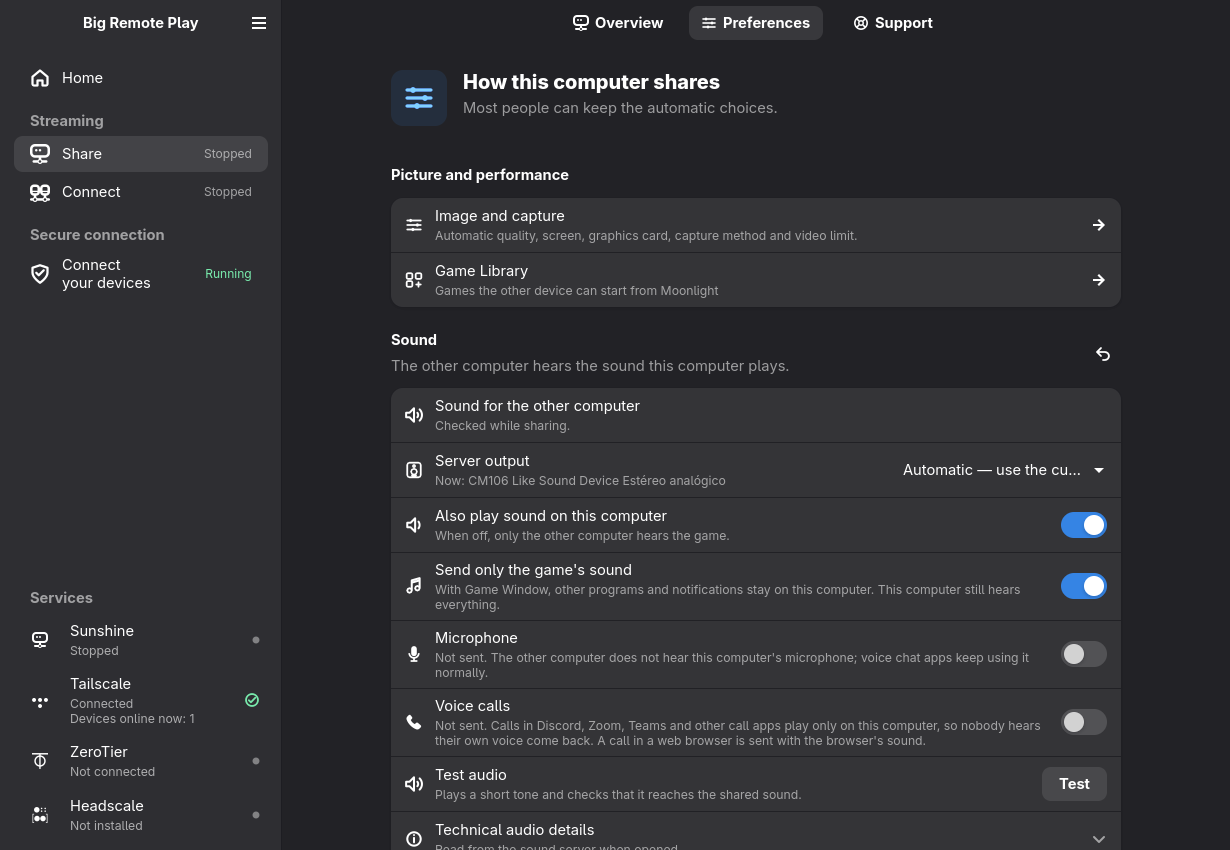 Big Remote Play
Overview
Preferences
Support
Home
Streaming
Share
Stopped
Connect
Stopped
Secure connection
Connect
your devices
Running
Services
Sunshine
Stopped
Tailscale
Connected
Devices online now: 1
ZeroTier
Not connected
Headscale
Not installed
How this computer shares
Most people can keep the automatic choices.
Picture and performance
Image and capture
Automatic quality, screen, graphics card, capture method and video limit.
Game Library
Games the other device can start from Moonlight
Sound
The other computer hears the sound this computer plays.
Sound for the other computer
Checked while sharing.
Server output
Now: CM106 Like Sound Device Estéreo analógico
Automatic — use the cu...
Also play sound on this computer
When off, only the other computer hears the game.
Send only the game's sound
With Game Window, other programs and notifications stay on this computer. This computer still hears
everything.
Microphone
Not sent. The other computer does not hear this computer's microphone; voice chat apps keep using it
normally.
Voice calls
Not sent. Calls in Discord, Zoom, Teams and other call apps play only on this computer, so nobody hears
their own voice come back. A call in a web browser is sent with the browser's sound.
Test audio
Plays a short tone and checks that it reaches the shared sound.
Test
Technical audio details
Read from the sound server when opened